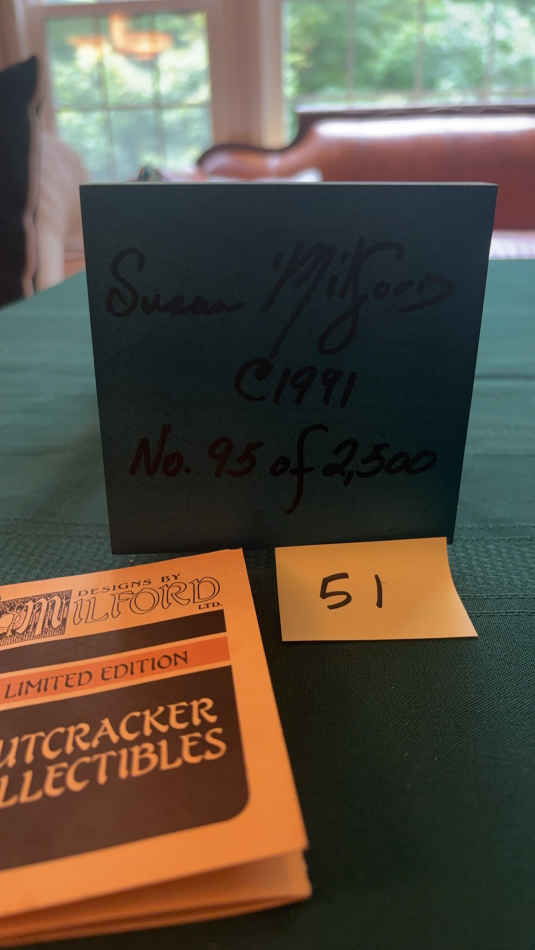 Susan Milford
C1991
No. 95 of 2,500
51
DESIGNS BY
MILFORD
LTD.
LIMITED EDITION
UTCRACKER
LLECTIBLES